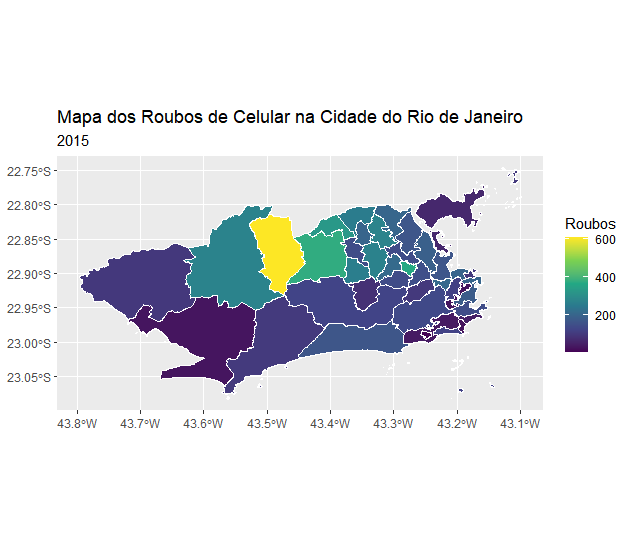 Mapa dos Roubos de Celular na Cidade do Rio de Janeiro
2015
22.75°S
22.80°S
22.85°S
22.90°S
22.95°S
23.00°S
23.05°S
43.8°W 43.7°W 43.6°W 43.5°W 43.4°W 43.3°W 43.2°W 43.1°W
Roubos
600
400
200